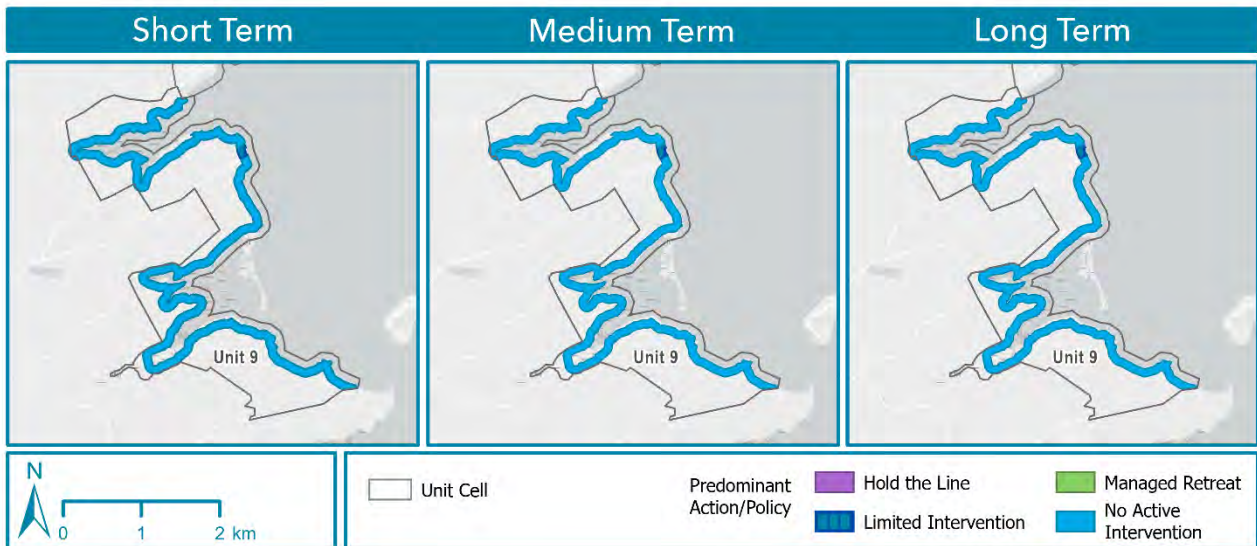 Short Term
Medium Term
Long Term
Unit 9
Unit 9
Unit 9
N
0 1 2 km
Unit Cell
Predominant
Action/Policy
Hold the Line
Limited Intervention
Managed Retreat
No Active
Intervention